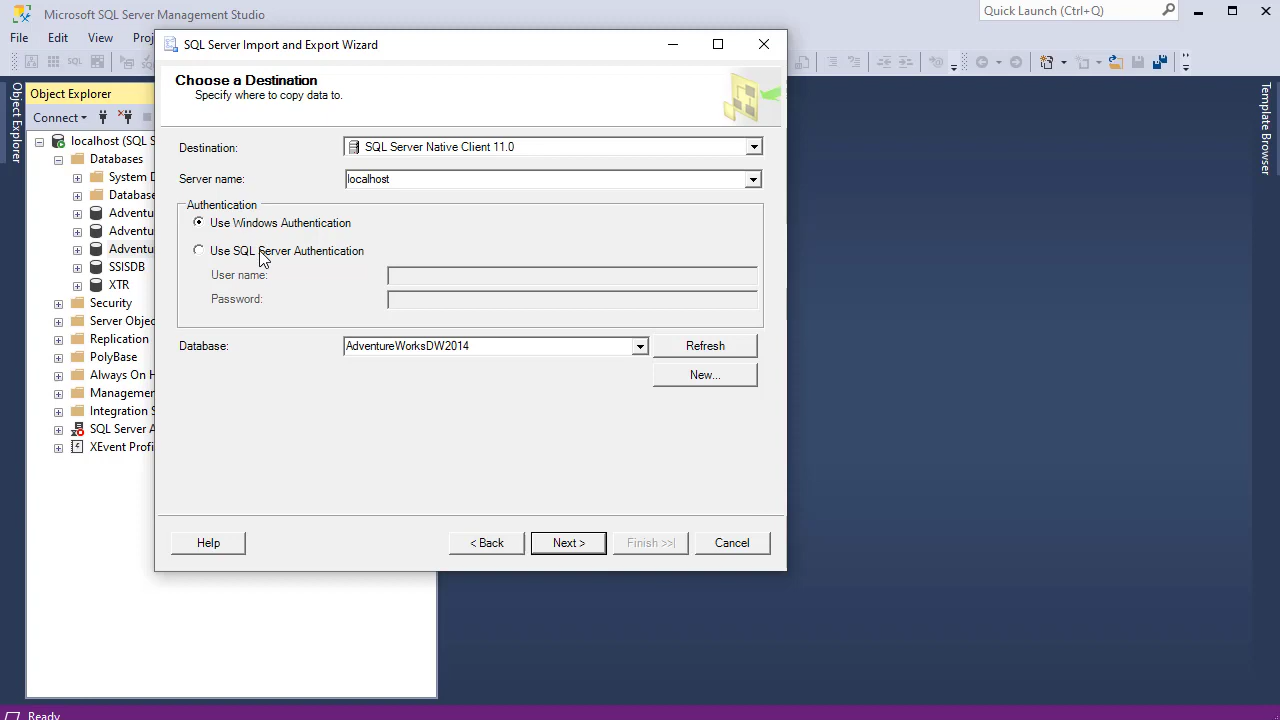 Microsoft SQL Server Management Studio
Quick Launch (Ctrl+Q)
File Edit View Proj
SQL Server Import and Export Wizard
Choose a Destination
Specify where to copy data to.
Destination: SQL Server Native Client 11.0
Server name: localhost
Authentication
Use Windows Authentication
Use SQL Server Authentication
User name:
Password:
Database: AdventureWorksDW2014 Refresh
New...
Help < Back Next > Finish >>| Cancel
Object Explorer
Object Explorer
Connect
localhost (SQL S
Databases
System D
Database
Adventu
Adventu
Adventu
SSISDB
XTR
Security
Server Objec
Replication
PolyBase
Always On H
Managemen
Integration S
SQL Server A
XEvent Profi
Template Browser
Ready